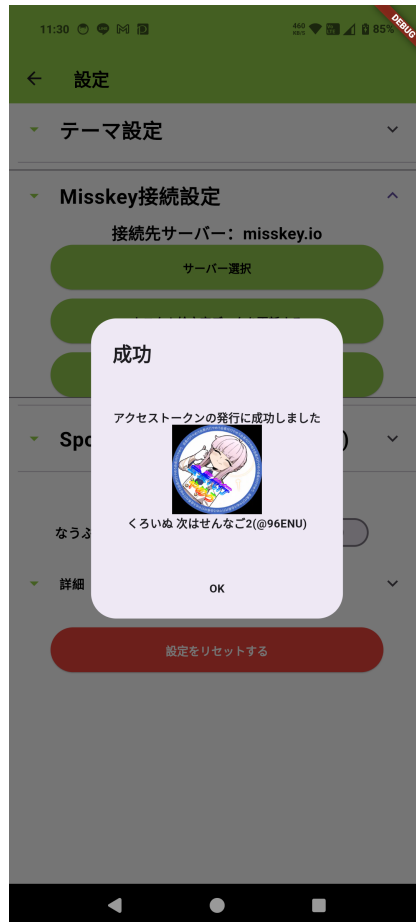 11:30
460
KB/S
85%
DEBUG
設定
テーマ設定
Misskey接続設定
接続先サーバー：misskey.io
サーバー選択
成功
アクセストークンの発行に成功しました
くろいぬ 次はせんなご2(@96ENU)
OK
Spo
)
なうぷ
詳細
設定をリセットする